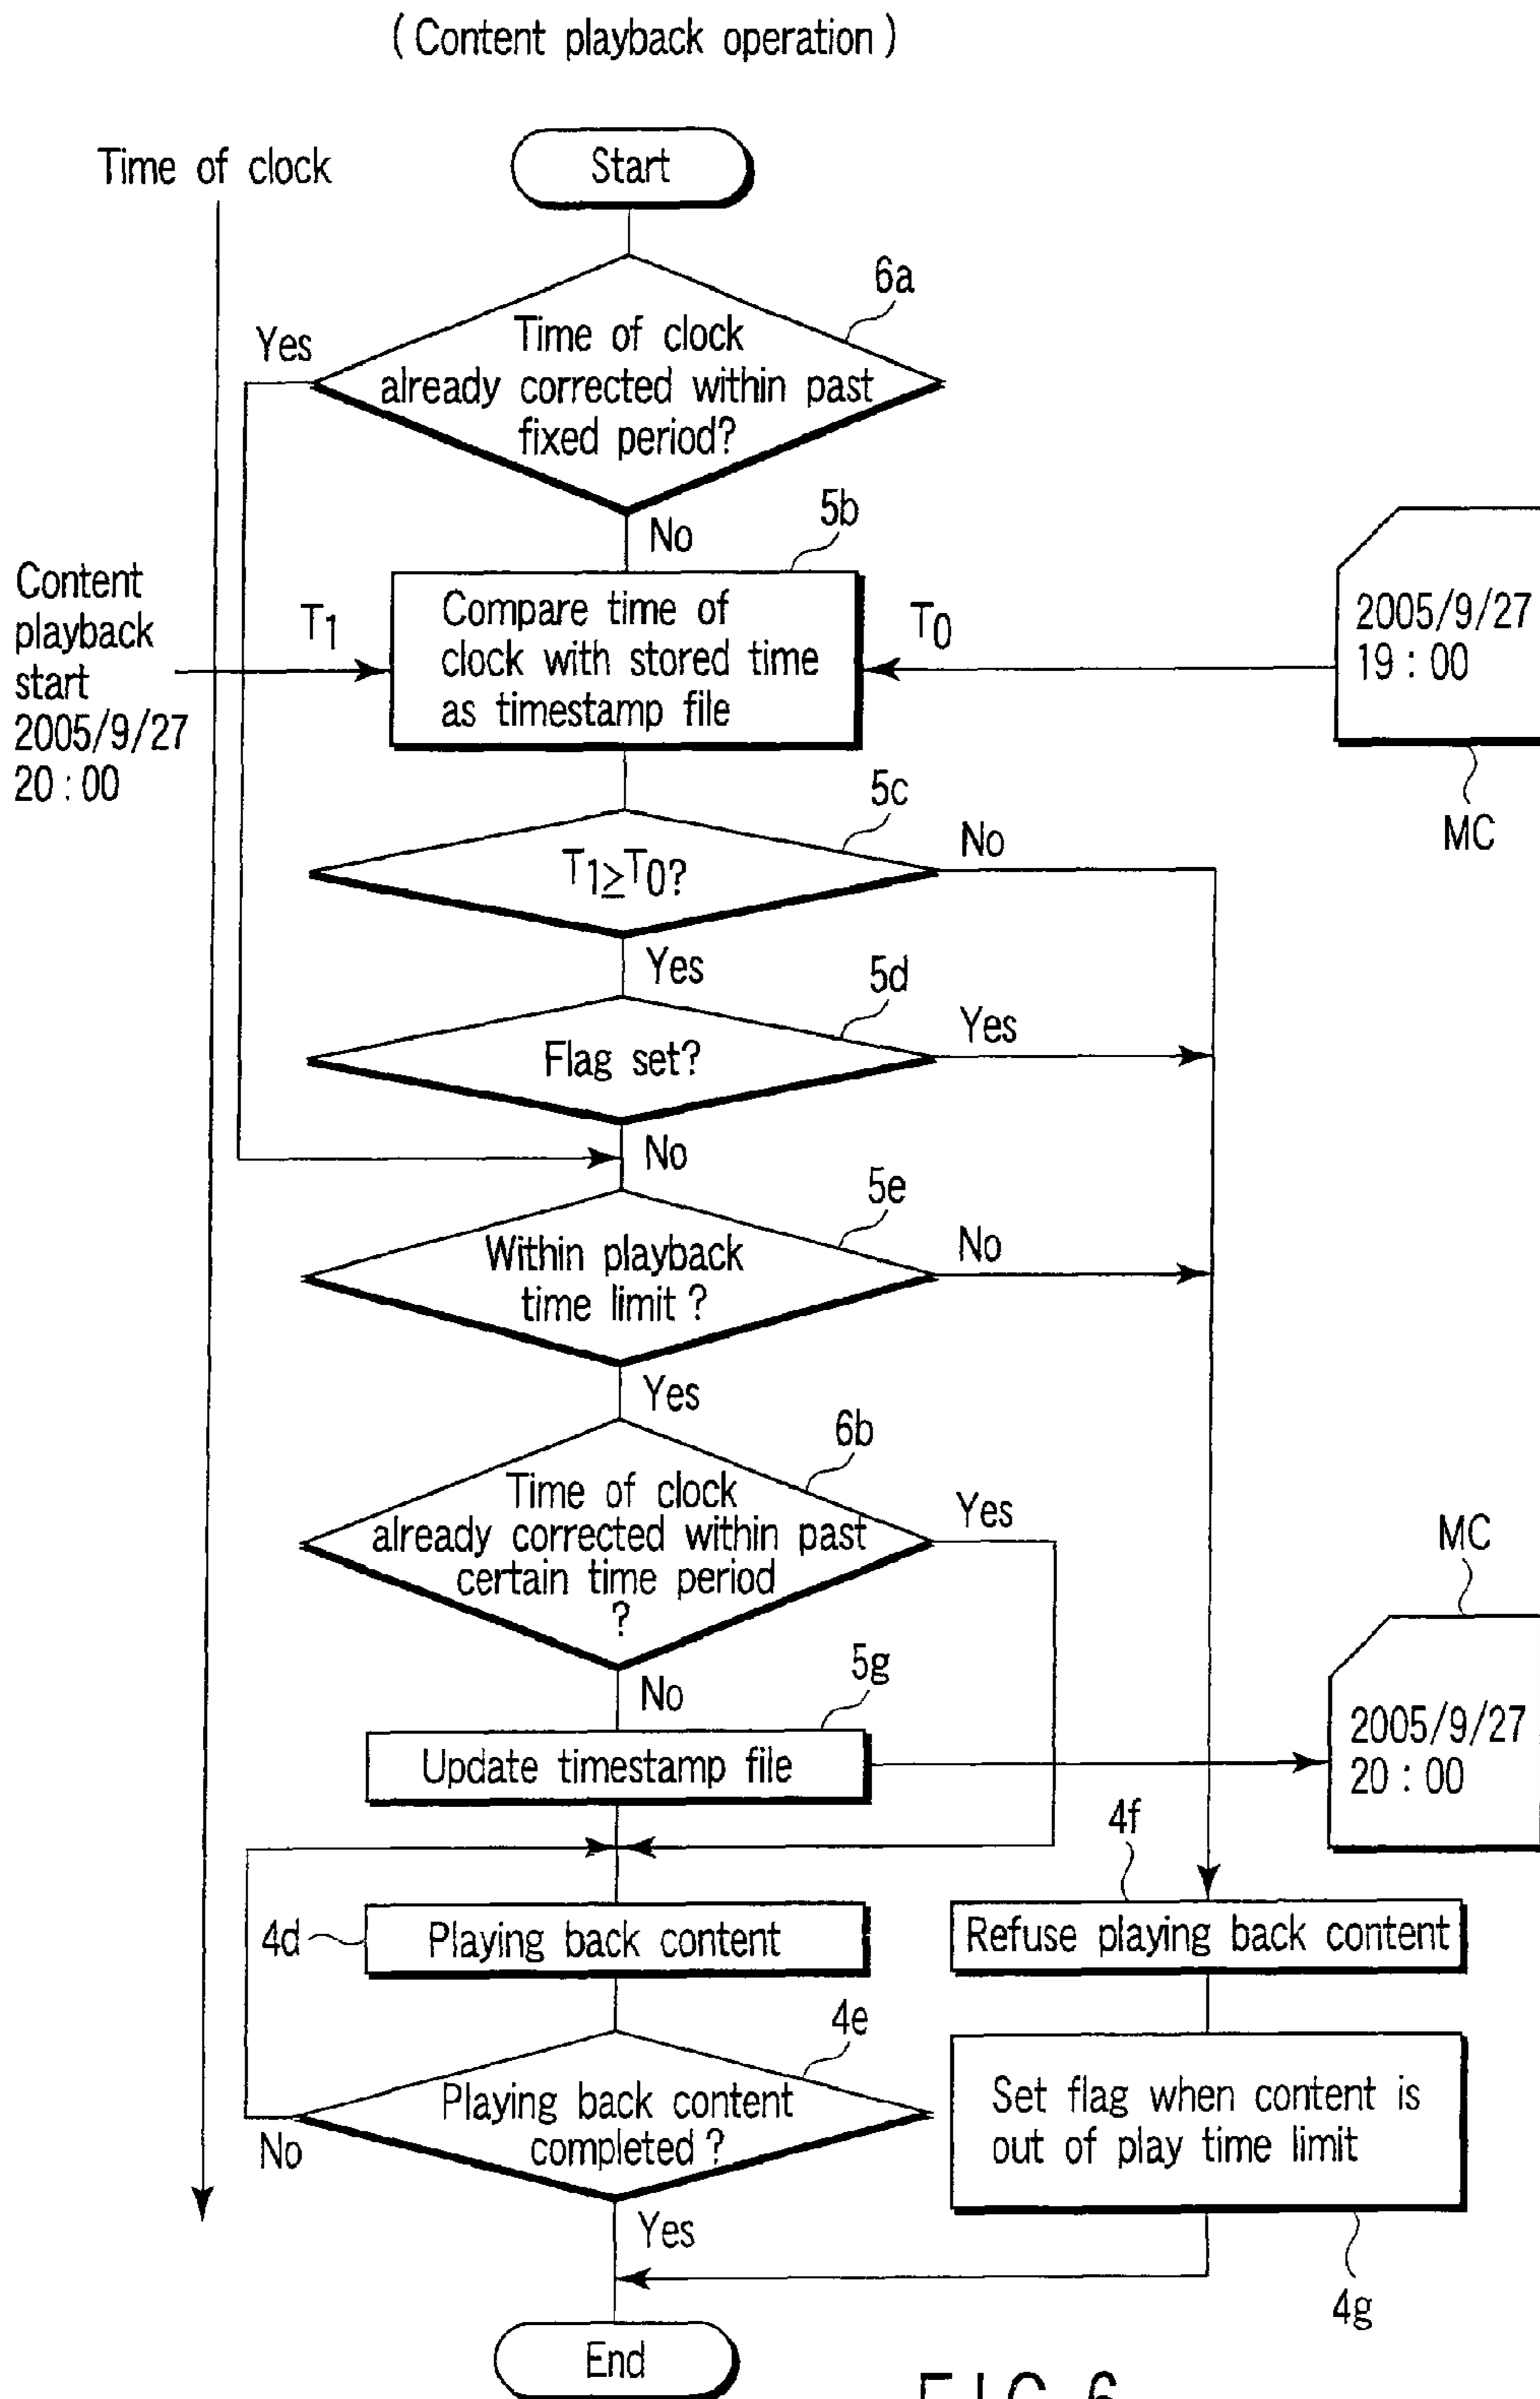 (Content playback operation)
Time of clock
Start
6a
Yes
Time of clock
already corrected within past
fixed period?
No
5b
Content
playback
start
2005/9/27
20:00
T1
Compare time of
clock with stored time
as timestamp file
T0
2005/9/27
19:00
MC
5c
T1≥T0?
No
Yes
5d
Flag set?
Yes
No
5e
Within playback
time limit?
No
Yes
6b
Time of clock
already corrected within past
certain time period
?
Yes
No
5g
Update timestamp file
MC
2005/9/27
20:00
4f
4d
Playing back content
Refuse playing back content
4e
Playing back content
completed?
No
Yes
Set flag when content is
out of play time limit
4g
End
FIG. 6